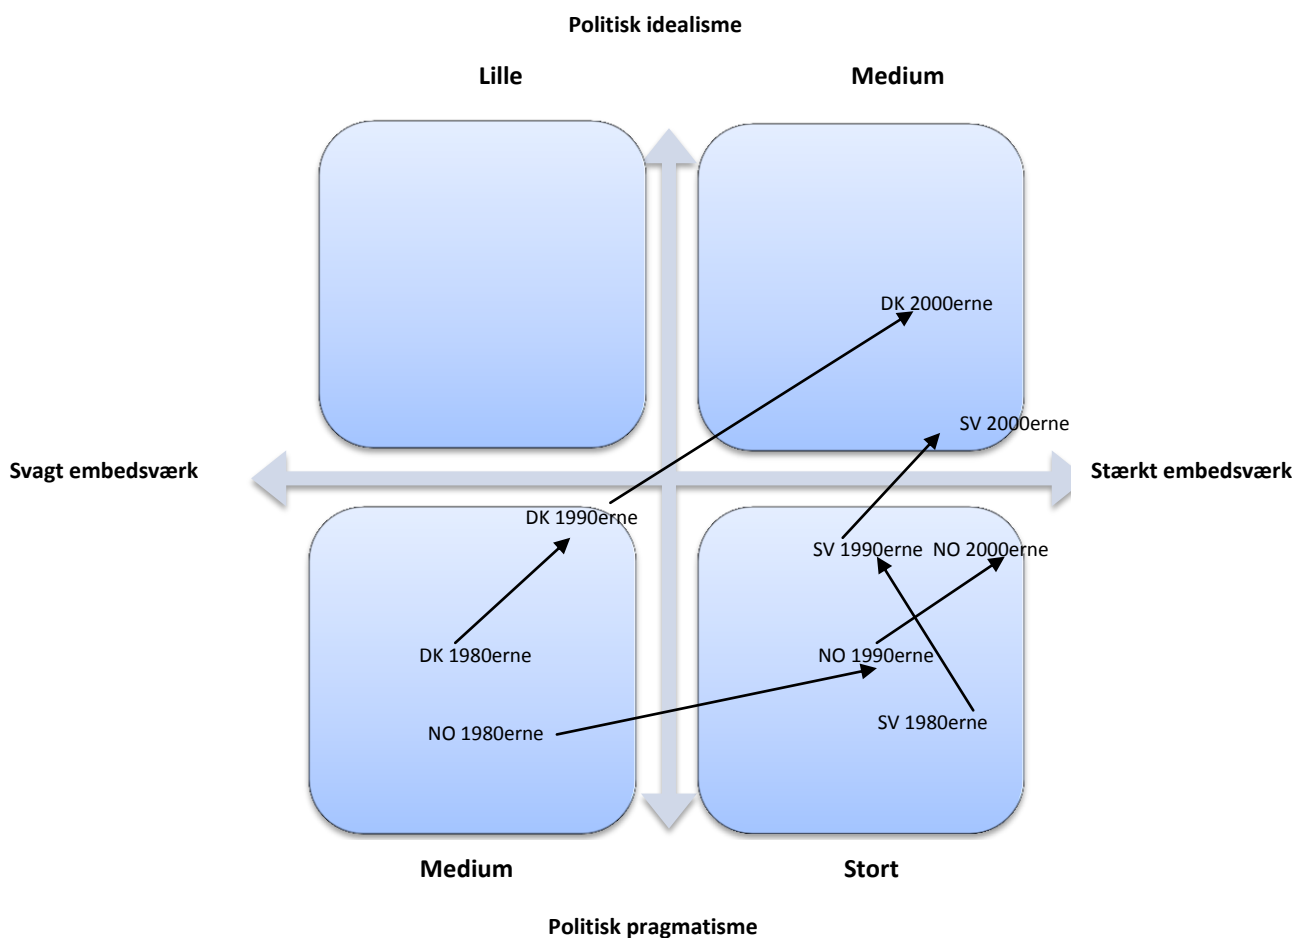 Politisk idealisme
Lille
Medium
DK 2000erne
SV 2000erne
Svagt embedsværk
Stærkt embedsværk
DK 1990erne
SV 1990erne
NO 2000erne
DK 1980erne
NO 1990erne
NO 1980erne
SV 1980erne
Medium
Stort
Politisk pragmatisme